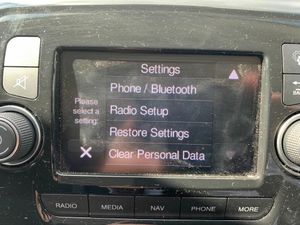 Settings
Phone / Bluetooth
Please
select a
setting:
Radio Setup
Restore Settings
Clear Personal Data
RADIO
MEDIA
NAV
PHONE
MORE